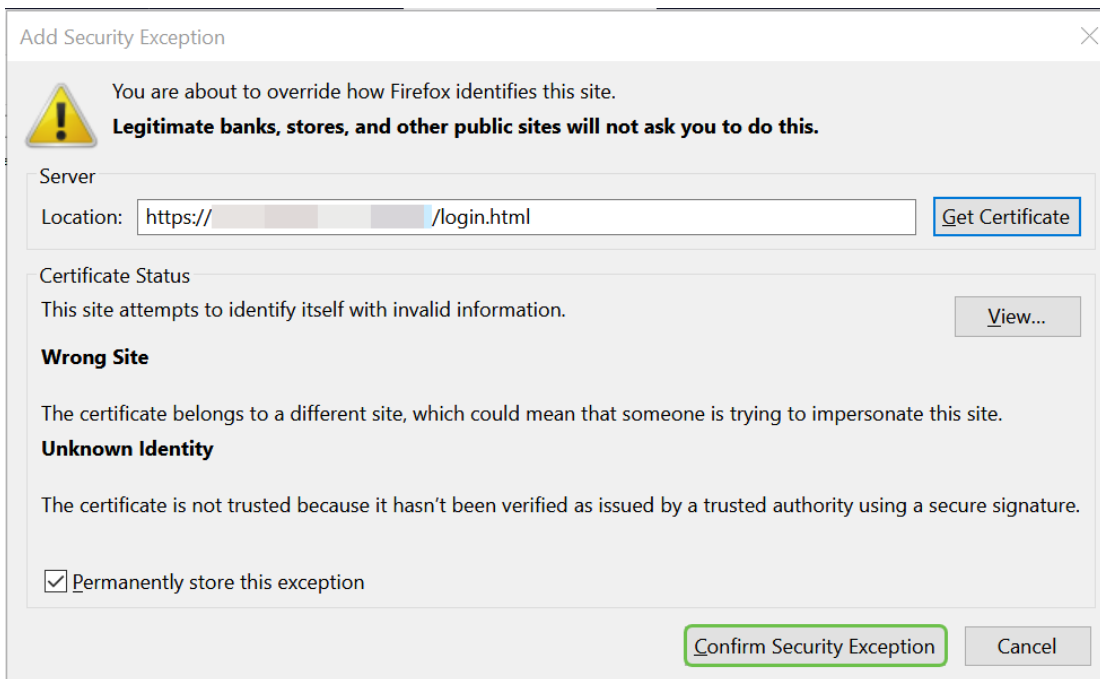 Add Security Exception
You are about to override how Firefox identifies this site.
Legitimate banks, stores, and other public sites will not ask you to do this.
Server
Location: https:// /login.html Get Certificate
Certificate Status
This site attempts to identify itself with invalid information.
View...
Wrong Site
The certificate belongs to a different site, which could mean that someone is trying to impersonate this site.
Unknown Identity
The certificate is not trusted because it hasn't been verified as issued by a trusted authority using a secure signature.
Permanently store this exception
Confirm Security Exception Cancel